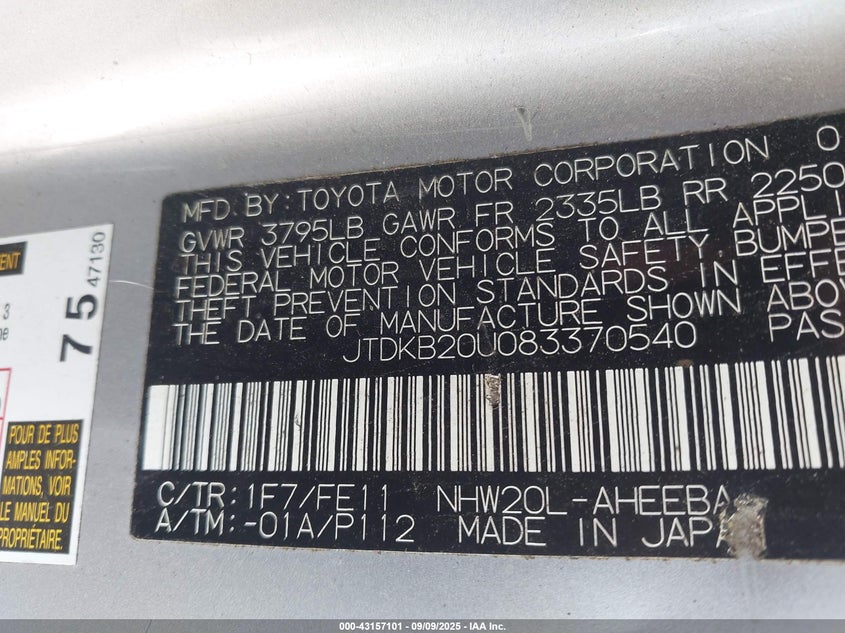 MFD BY: TOYOTA MOTOR CORPORATION 0
GVWR 3795LB GAWR FR 2335LB RR 2250
THIS VEHICLE CONFORMS TO ALL APPLI
FEDERAL MOTOR VEHICLE SAFETY BUMPE
THEFT PREVENTION STANDARDS IN EFFE
THE DATE OF MANUFACTURE SHOWN ABOV
JTDKB20U083370540 PAS
C/TR: 1F7/FE11 NHW20L-AHEEBA
A/TM: -01A/P112 MADE IN JAPA
75 47130
3
POUR DE PLUS
AMPLES INFOR-
MATIONS, VOIR
LE MANUEL DU
PROPRIÉTAIRE.
000-43157101 - 09/09/2025 - IAA Inc.